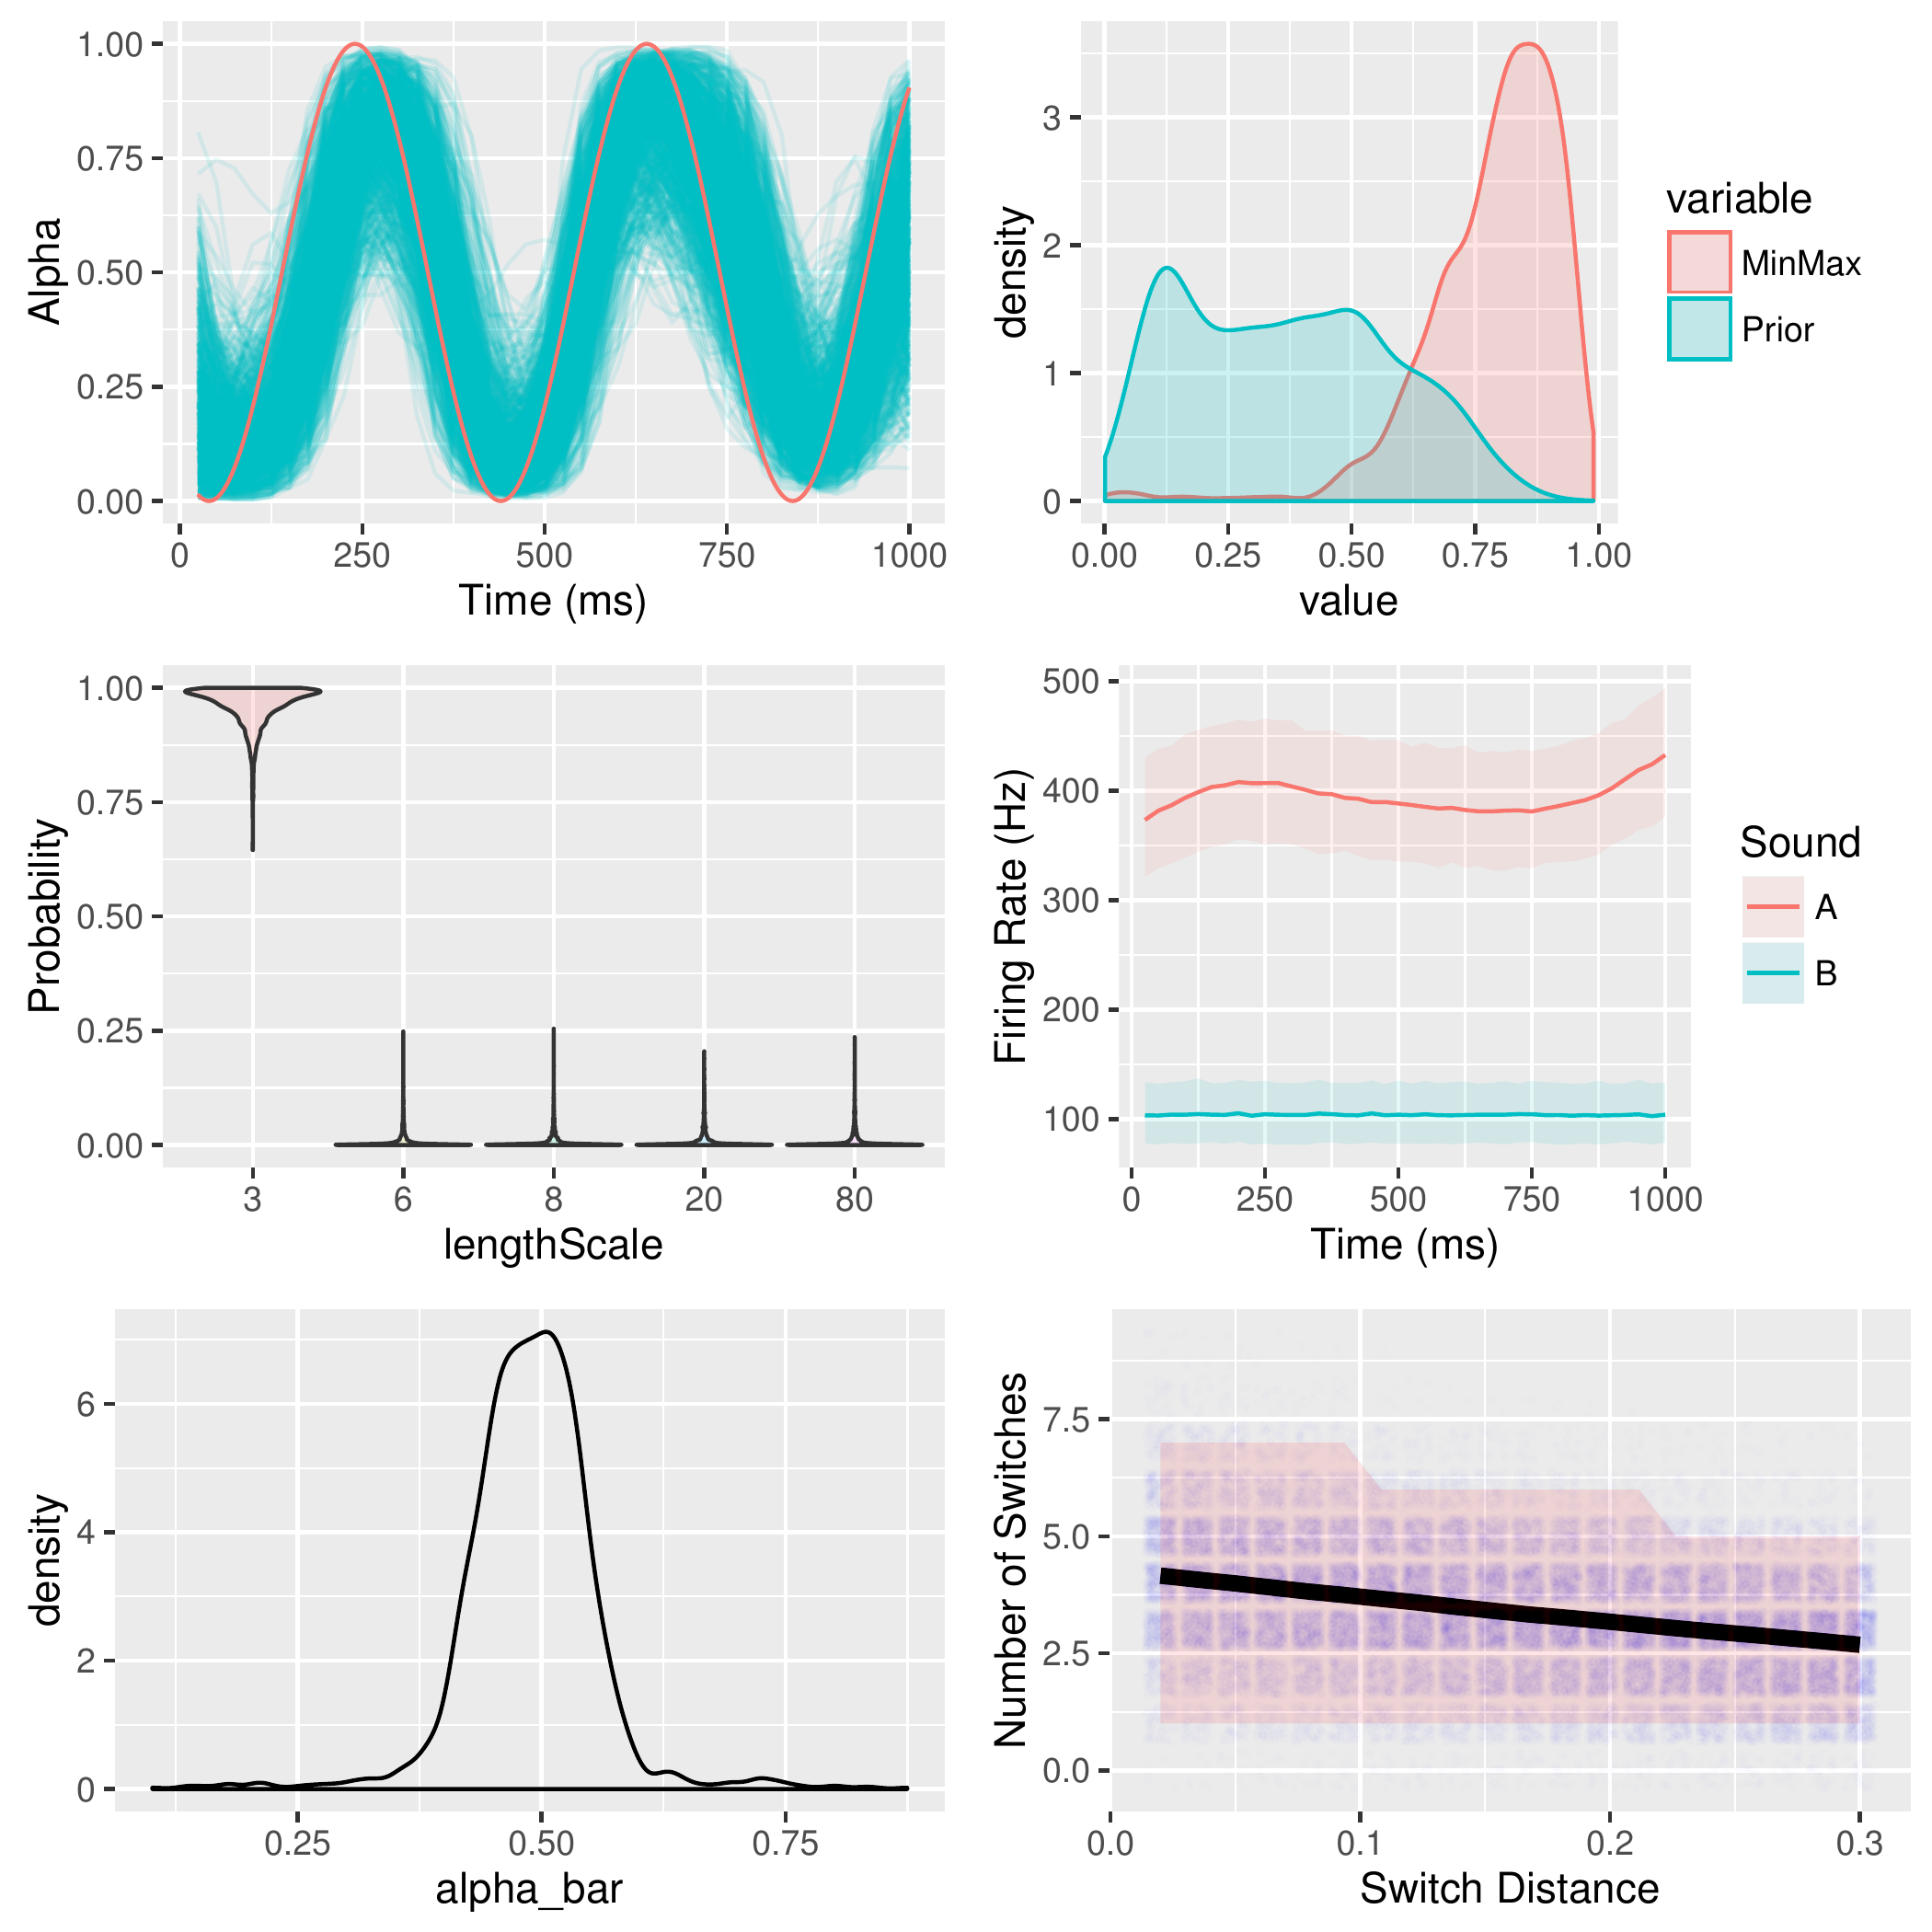 1.00
0.75
0.50
0.25
0.00
0 250 500 750 1000
Time (ms)
Alpha
3
2
1
0
0.00 0.25 0.50 0.75 1.00
value
density
variable
MinMax
Prior
1.00
0.75
0.50
0.25
0.00
3 6 8 20 80
lengthScale
Probability
500
400
300
200
100
0 250 500 750 1000
Time (ms)
Firing Rate (Hz)
Sound
A
B
6
4
2
0
0.25 0.50 0.75
alpha_bar
density
7.5
5.0
2.5
0.0
0.0 0.1 0.2 0.3
Switch Distance
Number of Switches